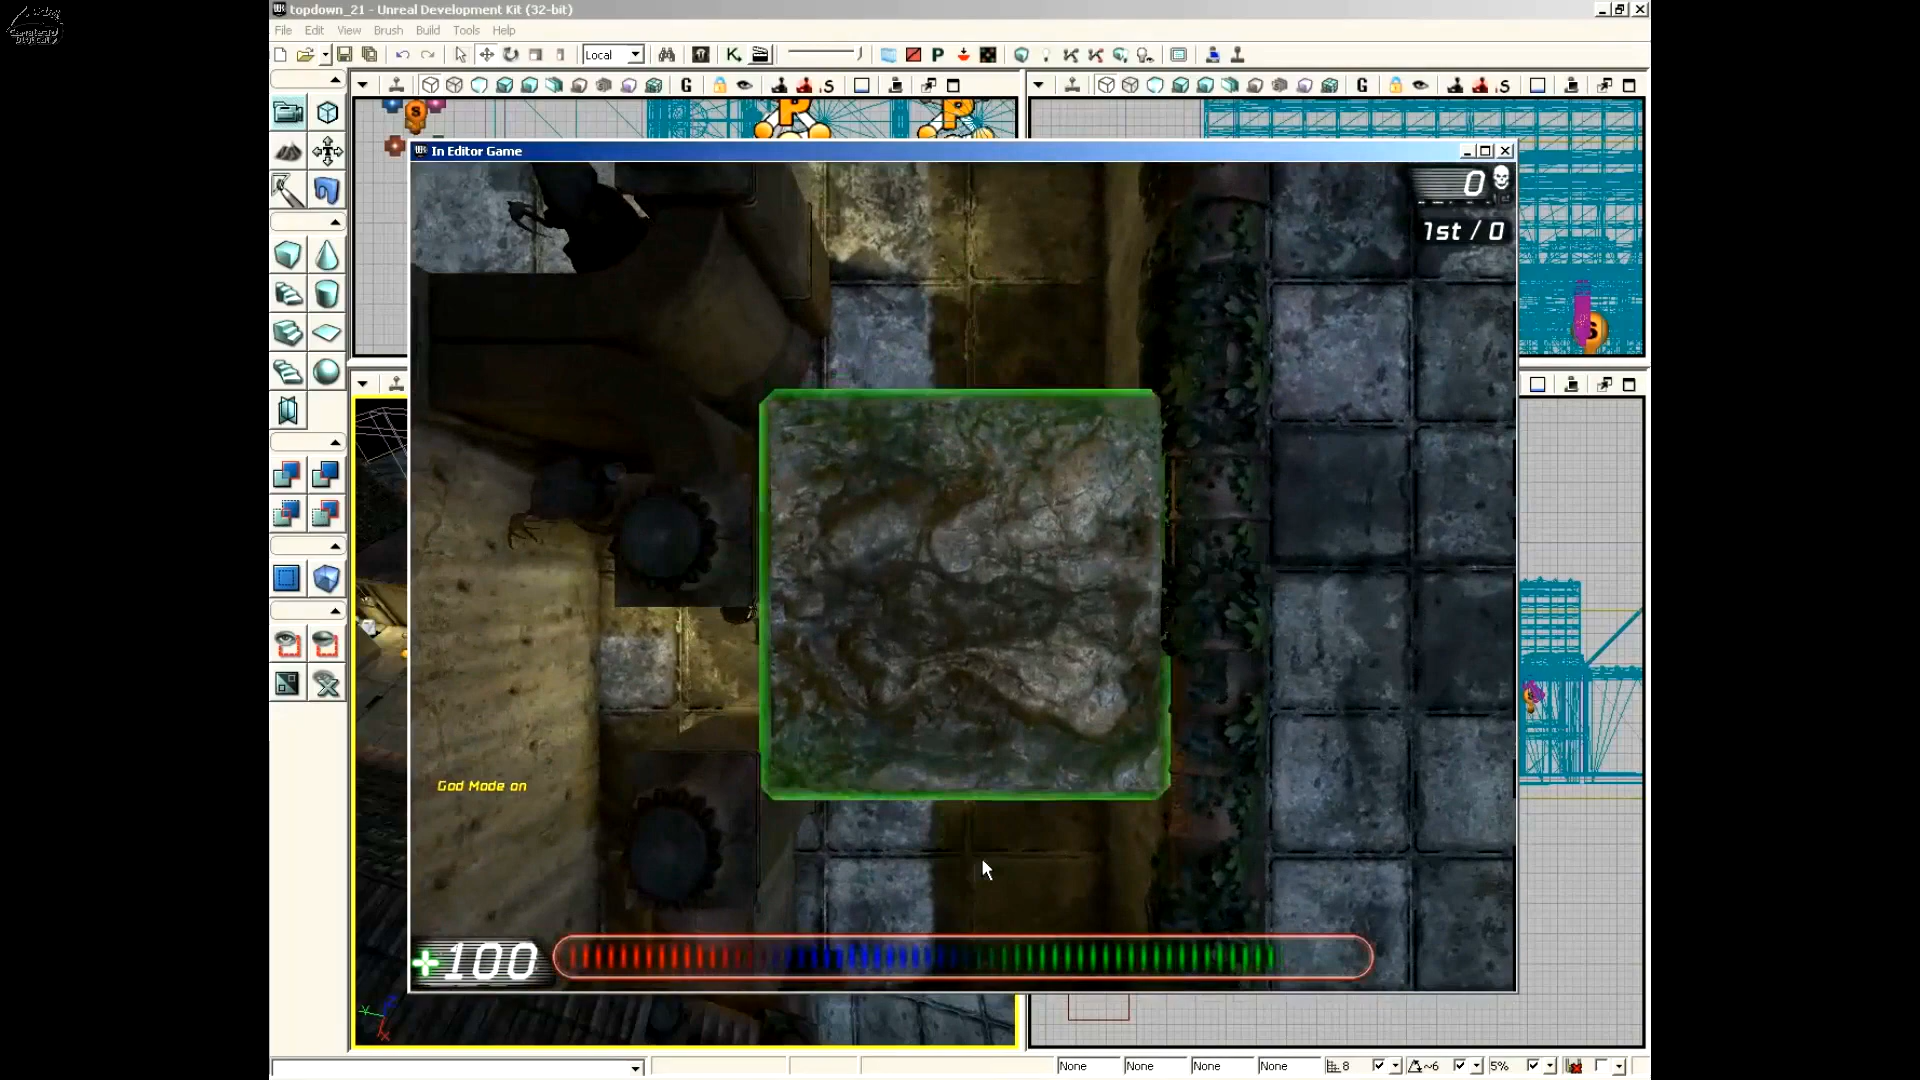 topdown_21 - Unreal Development Kit (32-bit)
File Edit View Brush Build Tools Help
Local
G S
G S
In Editor Game
0
1st / 0
God Mode on
+100
None None None None 8 ~6 5%